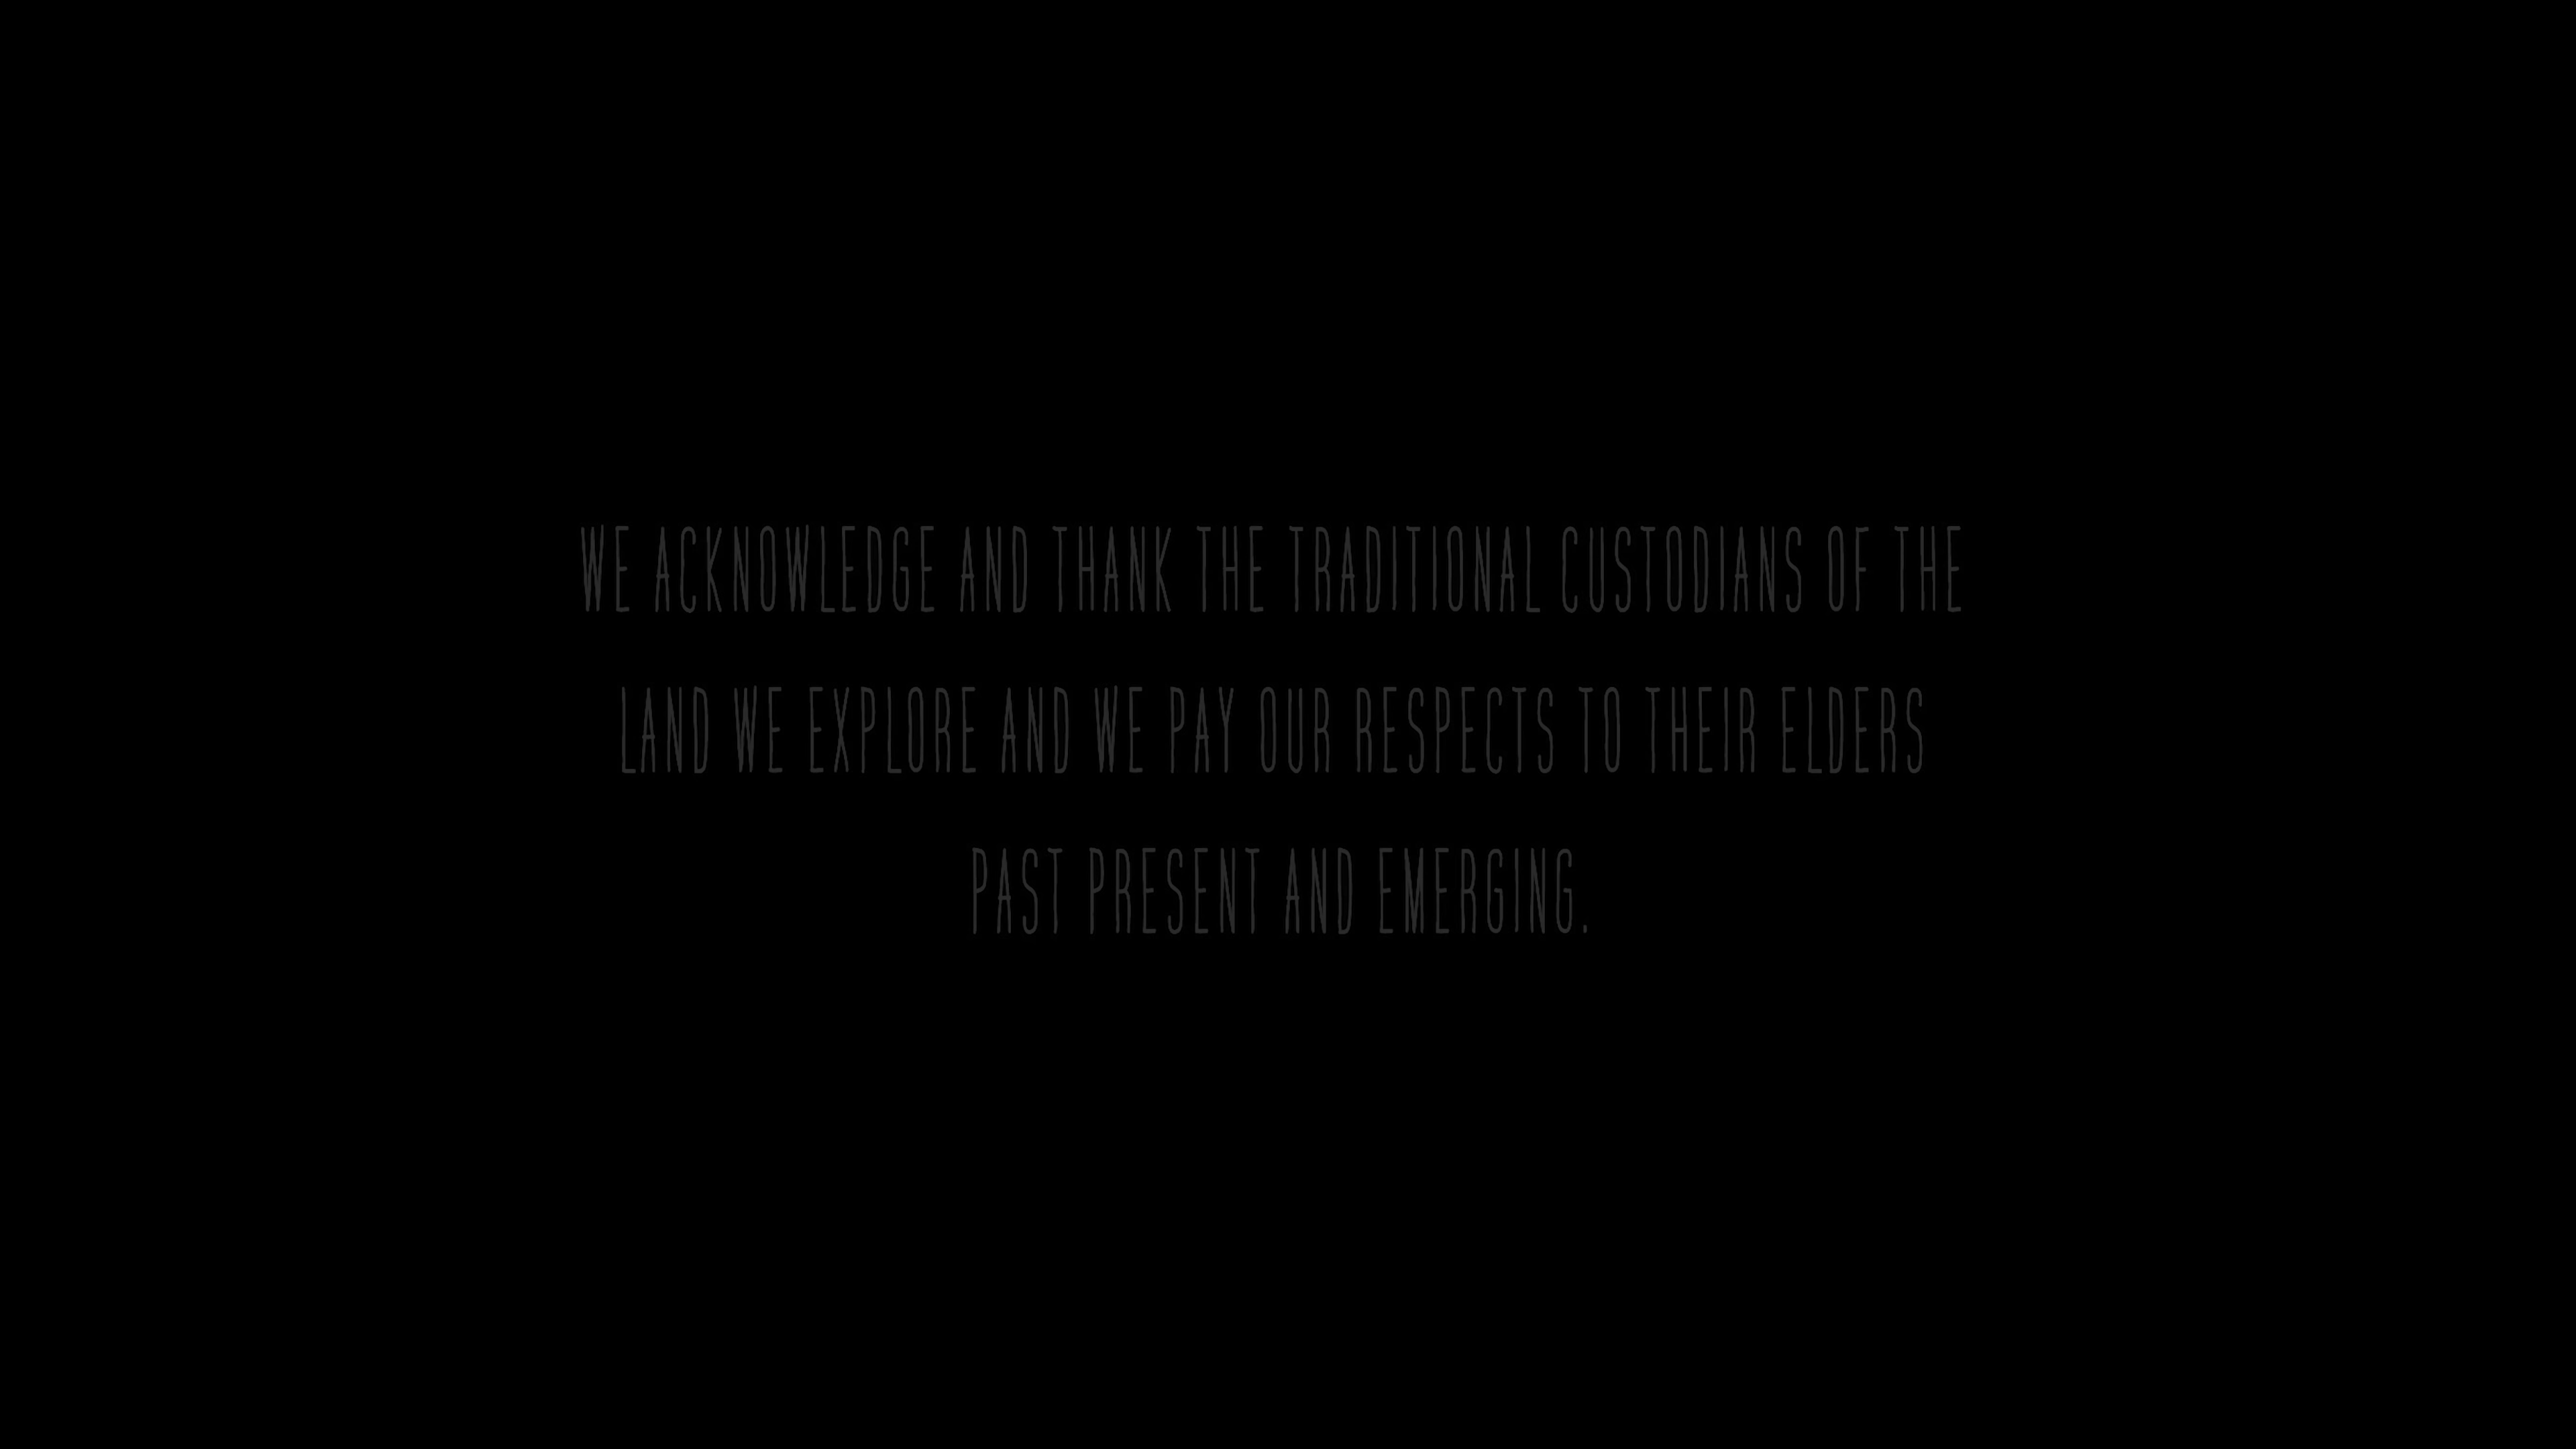 WE ACKNOWLEDGE AND THANK THE TRADITIONAL CUSTODIANS OF THE
LAND WE EXPLORE AND WE PAY OUR RESPECTS TO THEIR ELDERS
PAST PRESENT AND EMERGING.